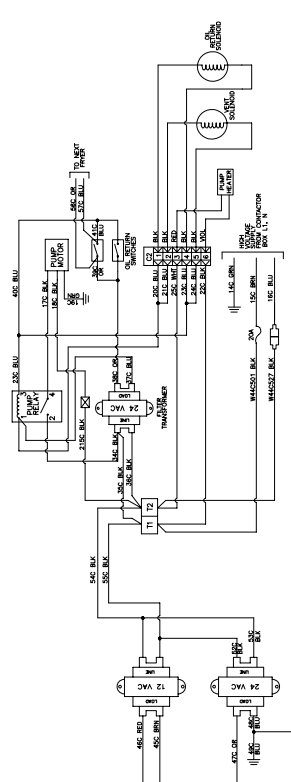 OIL
RETURN
SOLENOID
VENT
SOLENOID
PUMP
HEATER
HIGH
VOLTAGE
SUPPLY
FROM CONTACTOR
BOX L1, N
TO NEXT
FRYER
56C OR
57C BLU
41C
BLU
39C
OR
OIL RETURN
SWITCHES
PUMP
MOTOR
17C BLK
18C BLK
40C BLU
23C BLU
C2
1
2
3
4
5
6
BLK
BLK
RED
BLK
BLK
VIOL
20C BLU
21C BLU
25C WHT
23C BLU
24C BLU
22C BLK
14C GRN
15C BRN
16C BLU
20A
W44C501 BLK
W44C527 BLK
PUMP
RELAY
3
1
4
2
215C BLK
38C OR
37C BLU
LOAD
24 VAC
LINE
FILTER
TRANSFORMER
34C BLK
35C BLK
36C BLK
T2
T1
54C BLK
55C BLK
52C
BLK
53C
BLK
LINE
12 VAC
LOAD
46C RED
45C BRN
LINE
24 VAC
LOAD
47C OR
48C
BLU
49C
BLU